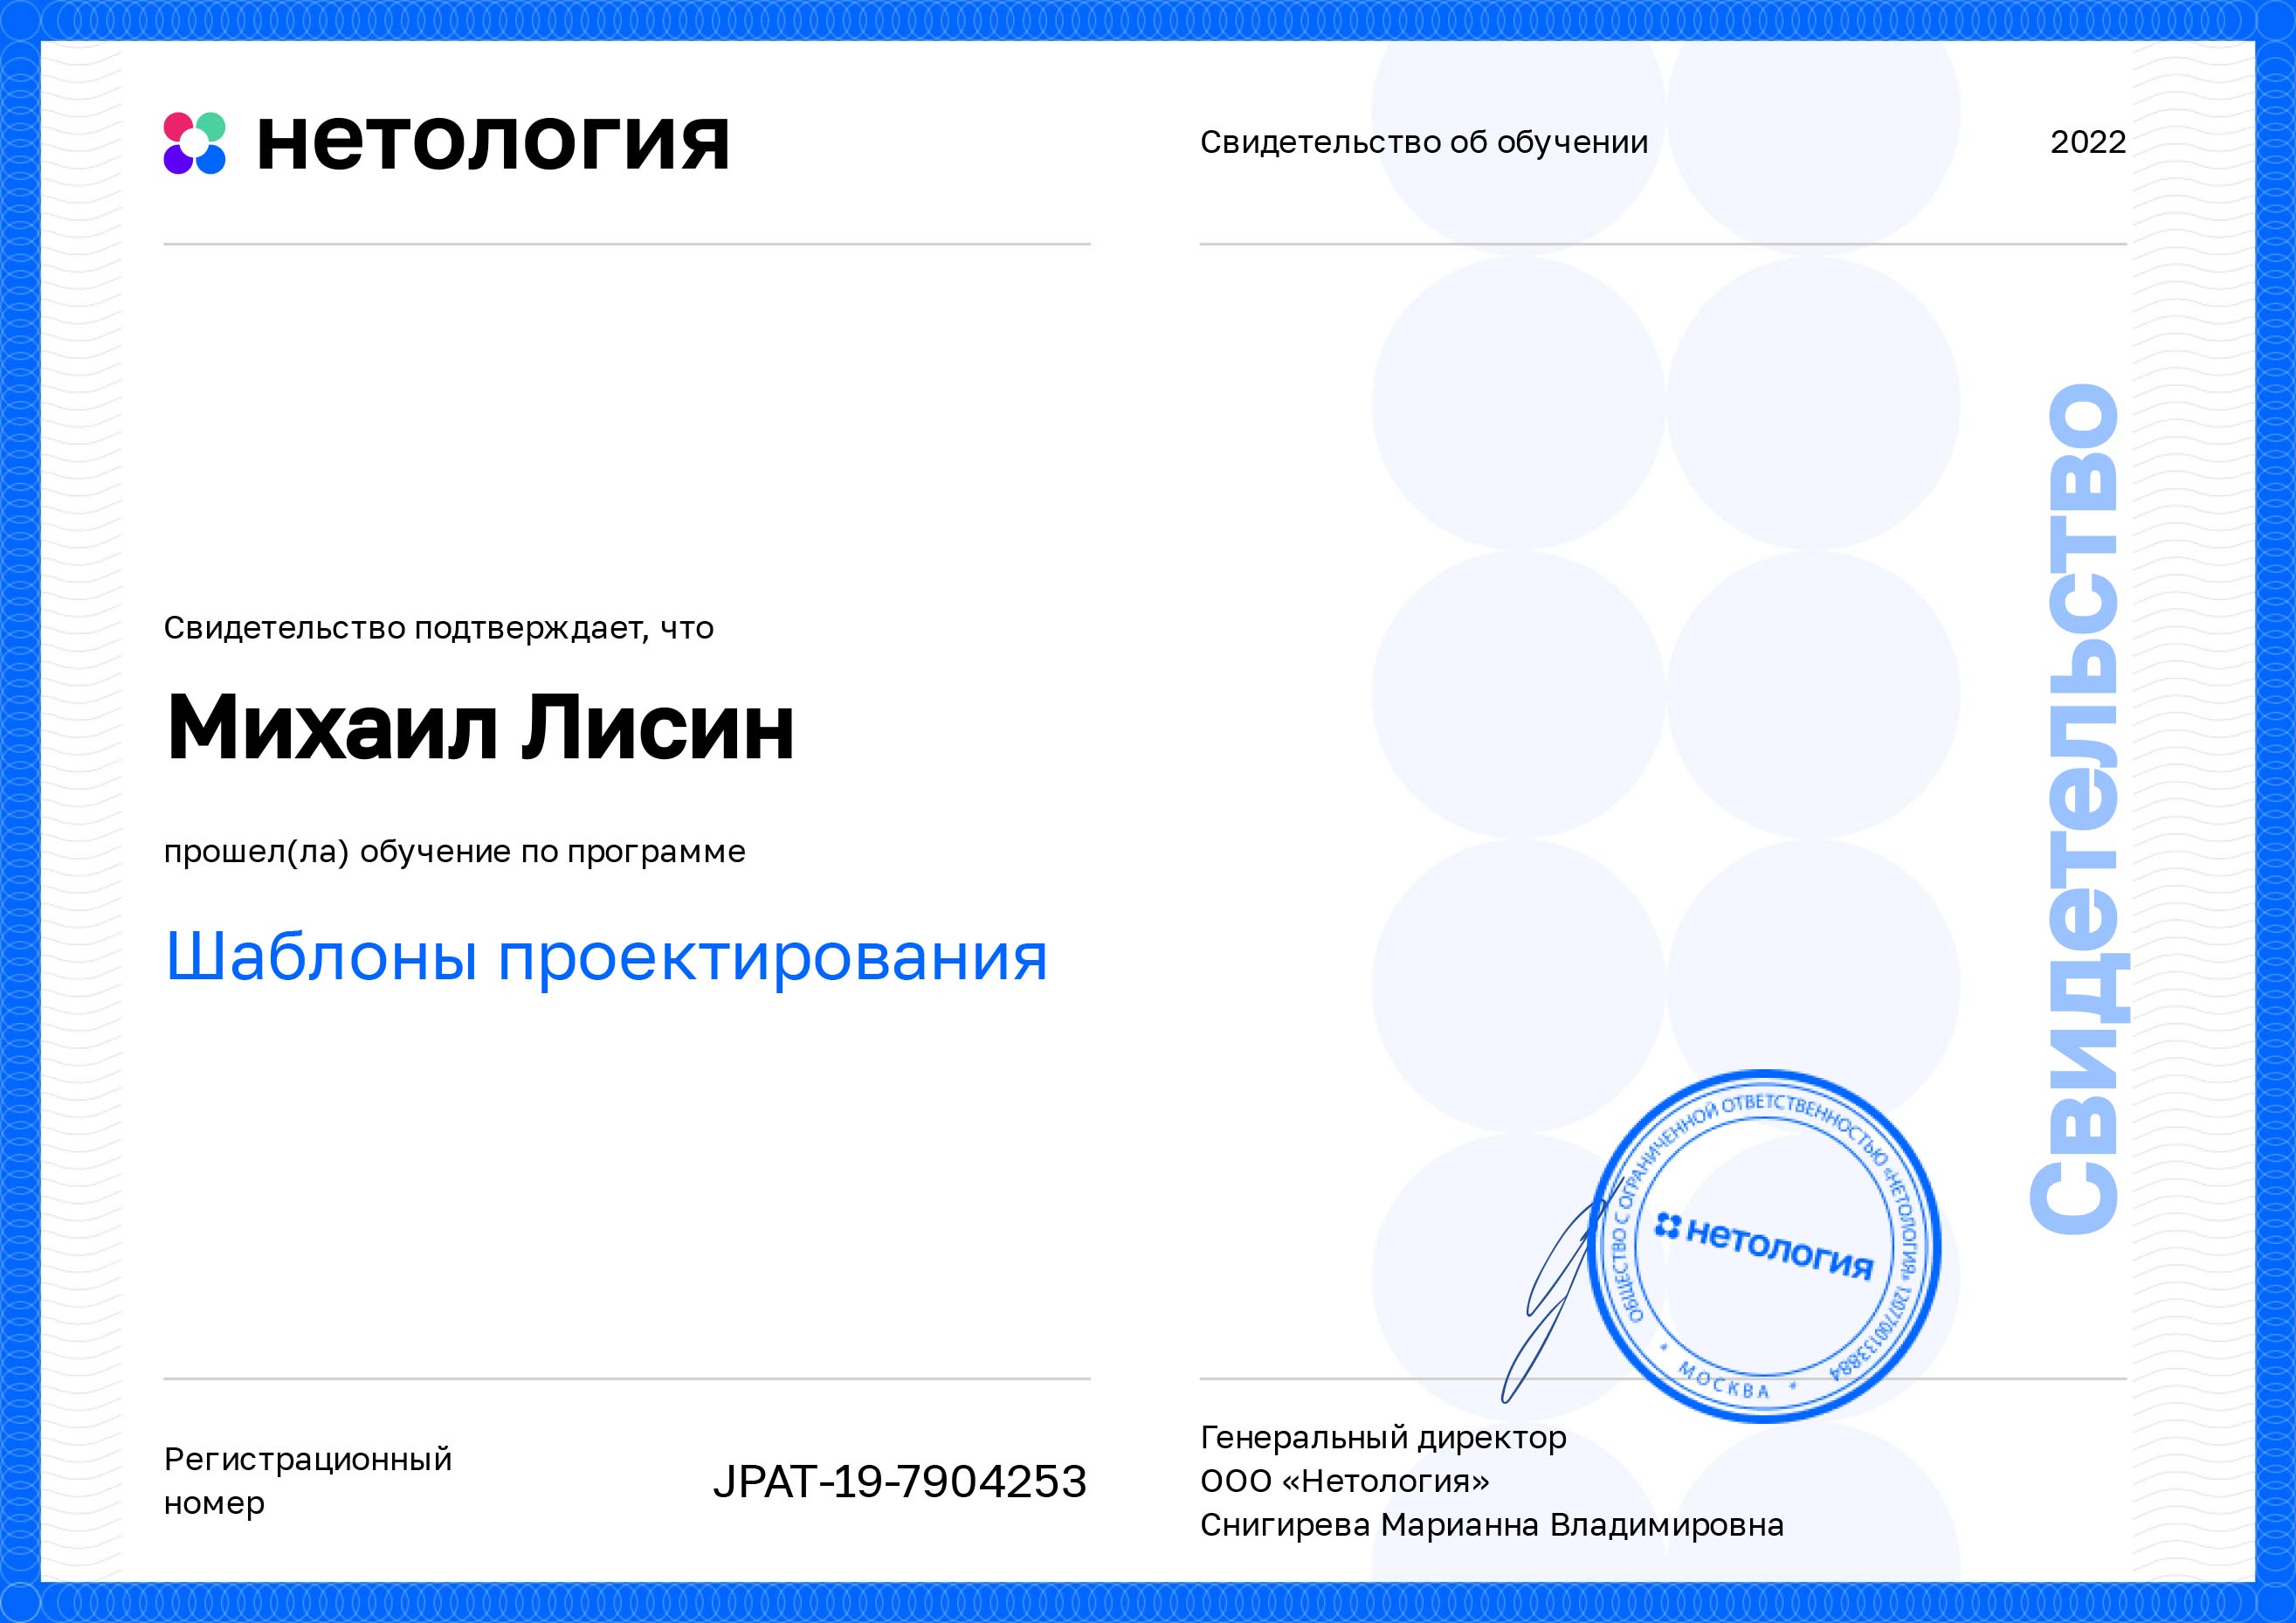 нетология
Свидетельство об обучении
2022
Свидетельство подтверждает, что
Михаил Лисин
прошел(ла) обучение по программе
Шаблоны проектирования
Свидетельство
ОБЩЕСТВО С ОГРАНИЧЕННОЙ ОТВЕТСТВЕННОСТЬЮ «НЕТОЛОГИЯ» 1207700133884
нетология
* МОСКВА *
Регистрационный
номер
JPAT-19-7904253
Генеральный директор
ООО «Нетология»
Снигирева Марианна Владимировна